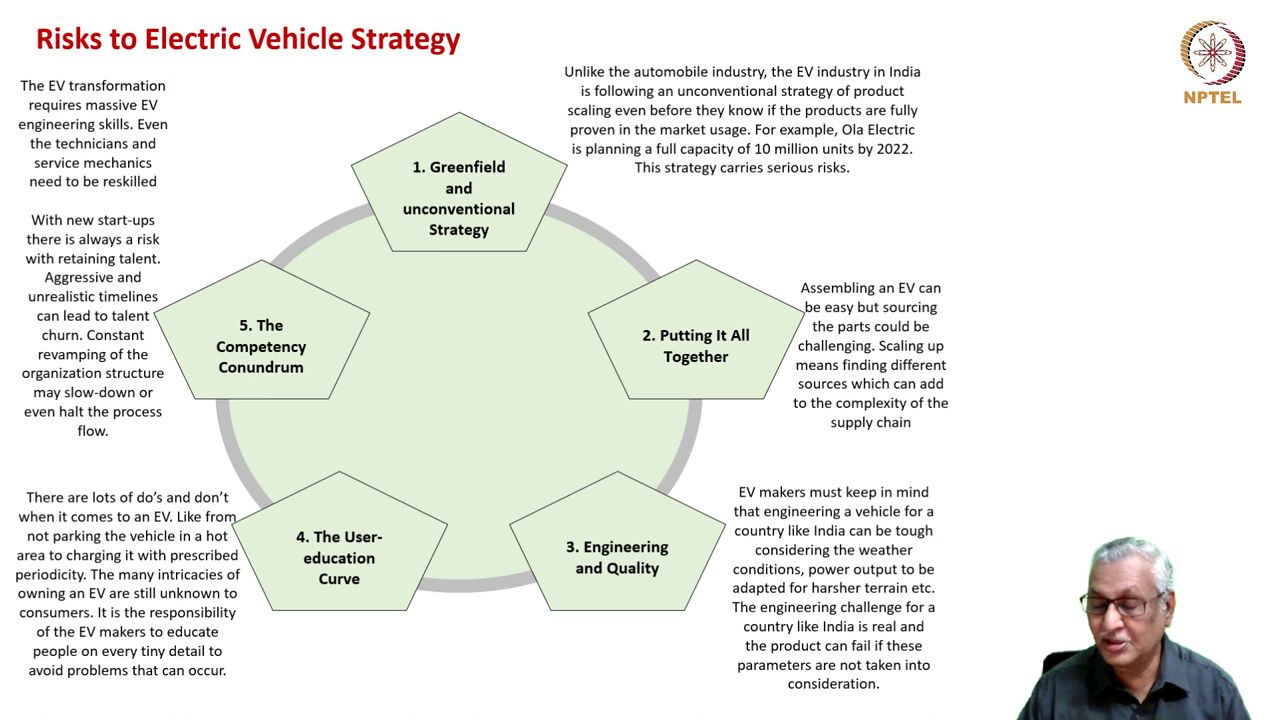 Risks to Electric Vehicle Strategy
NPTEL
Unlike the automobile industry, the EV industry in India
is following an unconventional strategy of product
scaling even before they know if the products are fully
proven in the market usage. For example, Ola Electric
is planning a full capacity of 10 million units by 2022.
This strategy carries serious risks.
1. Greenfield
and
unconventional
Strategy
Assembling an EV can
be easy but sourcing
the parts could be
challenging. Scaling up
means finding different
sources which can add
to the complexity of the
supply chain
2. Putting It All
Together
EV makers must keep in mind
that engineering a vehicle for a
country like India can be tough
considering the weather
conditions, power output to be
adapted for harsher terrain etc.
The engineering challenge for a
country like India is real and
the product can fail if these
parameters are not taken into
consideration.
3. Engineering
and Quality
4. The User-
education
Curve
There are lots of do’s and don’t
when it comes to an EV. Like from
not parking the vehicle in a hot
area to charging it with prescribed
periodicity. The many intricacies of
owning an EV are still unknown to
consumers. It is the responsibility
of the EV makers to educate
people on every tiny detail to
avoid problems that can occur.
5. The
Competency
Conundrum
The EV transformation
requires massive EV
engineering skills. Even
the technicians and
service mechanics
need to be reskilled
With new start-ups
there is always a risk
with retaining talent.
Aggressive and
unrealistic timelines
can lead to talent
churn. Constant
revamping of the
organization structure
may slow-down or
even halt the process
flow.